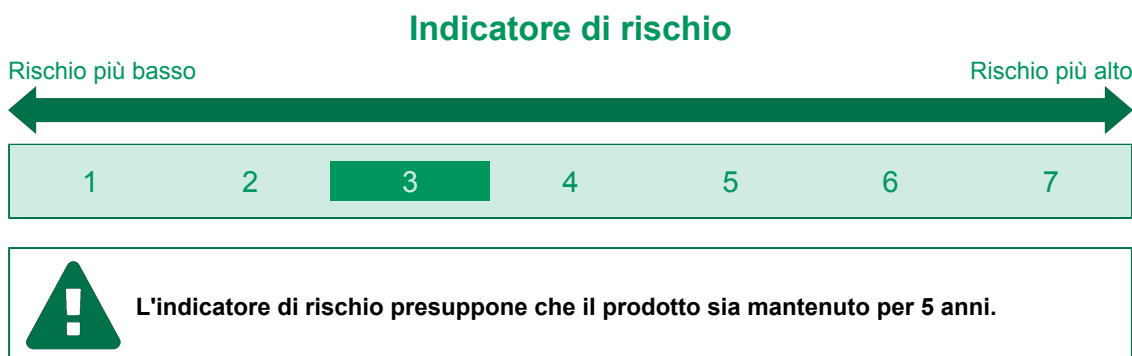 Indicatore di rischio
Rischio più basso Rischio più alto
1 2 3 4 5 6 7
L'indicatore di rischio presuppone che il prodotto sia mantenuto per 5 anni.